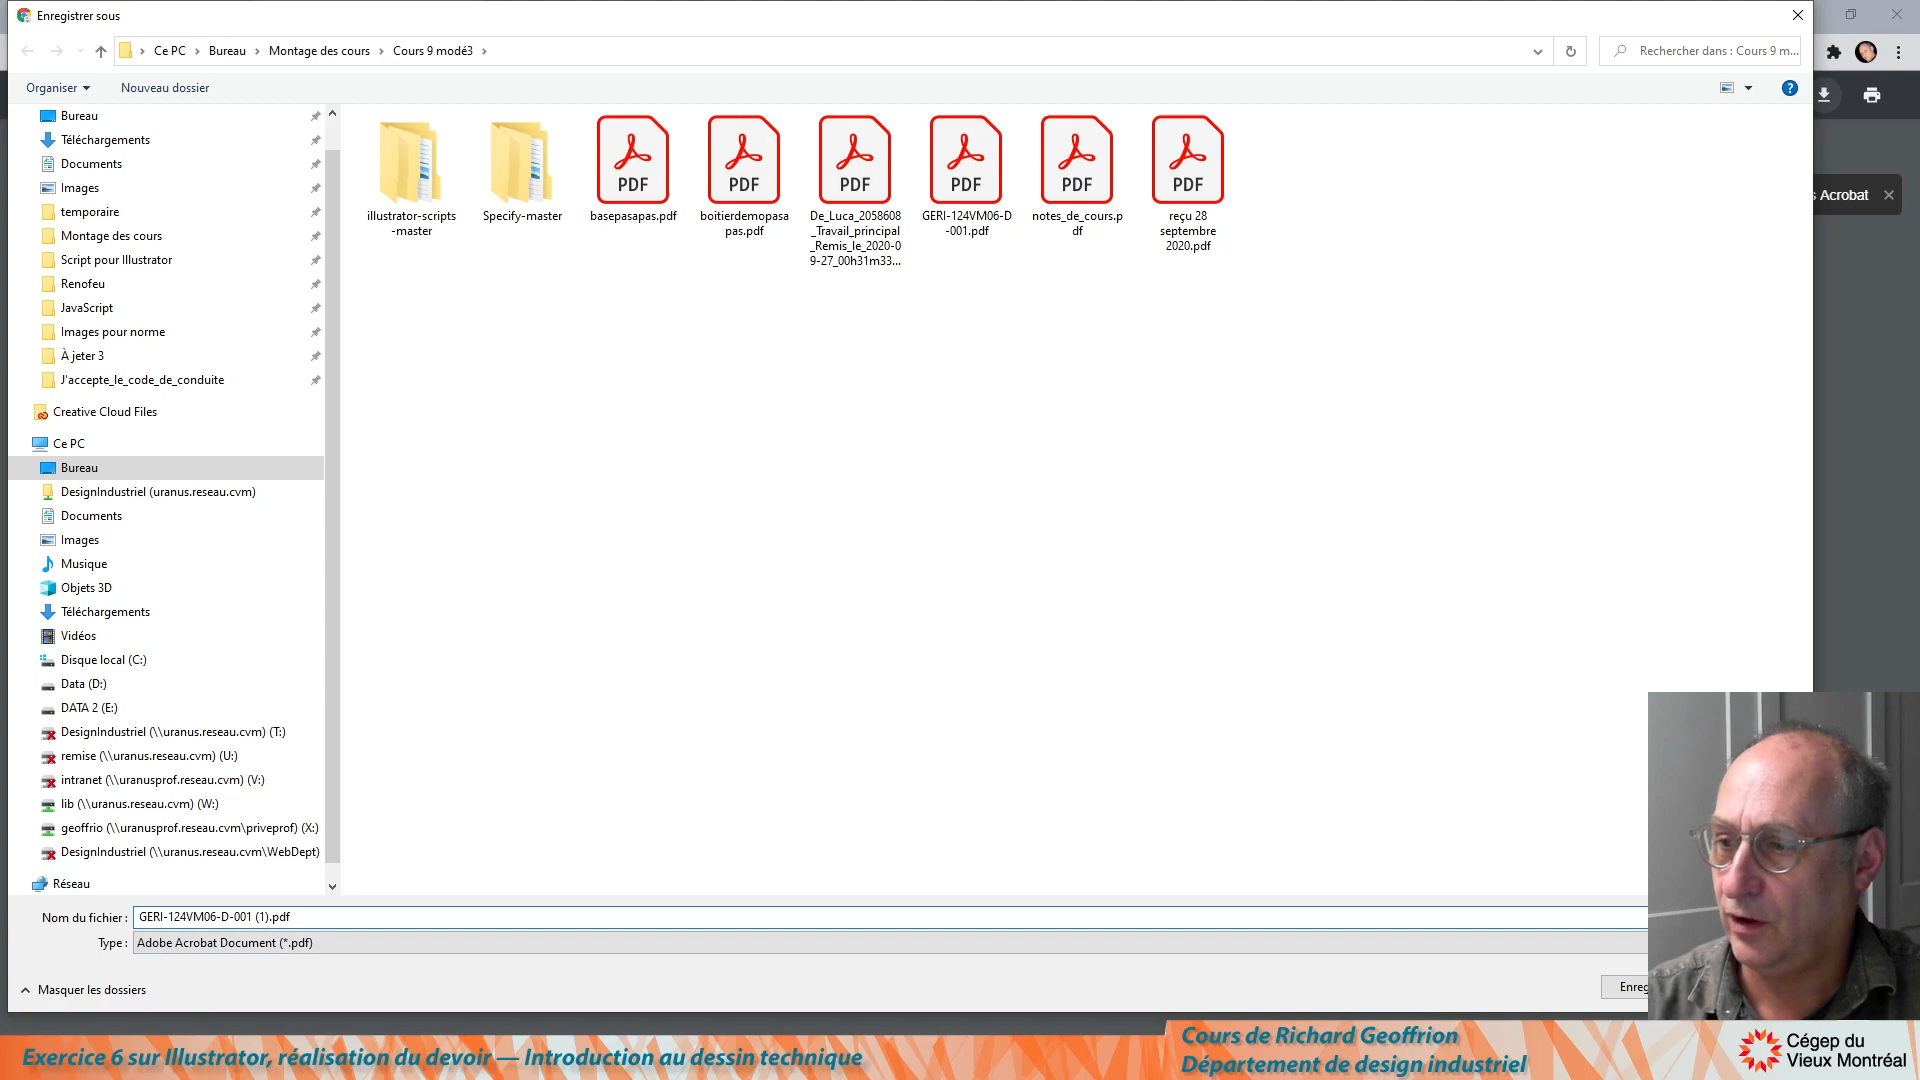 Enregistrer sous
Ce PC > Bureau > Montage des cours > Cours 9 modé3 >
Rechercher dans : Cours 9 m...
Organiser
Nouveau dossier
Bureau
Téléchargements
Documents
Images
temporaire
Montage des cours
Script pour Illustrator
Renofeu
JavaScript
Images pour norme
À jeter 3
J'accepte_le_code_de_conduite
Creative Cloud Files
Ce PC
Bureau
DesignIndustriel (uranus.reseau.cvm)
Documents
Images
Musique
Objets 3D
Téléchargements
Vidéos
Disque local (C:)
Data (D:)
DATA 2 (E:)
DesignIndustriel (\\uranus.reseau.cvm) (T:)
remise (\\uranus.reseau.cvm) (U:)
intranet (\\uranusprof.reseau.cvm) (V:)
lib (\\uranus.reseau.cvm) (W:)
geoffrio (\\uranusprof.reseau.cvm\priveprof) (X:)
DesignIndustriel (\\uranus.reseau.cvm\WebDept)
Réseau
PDF
PDF
PDF
PDF
PDF
PDF
illustrator-scripts
-master
Specify-master
basepasapas.pdf
boitierdemopasa
pas.pdf
De_Luca_2058608
_Travail_principal
_Remis_le_2020-0
9-27_00h31m33...
GERI-124VM06-D
-001.pdf
notes_de_cours.p
df
reçu 28
septembre
2020.pdf
s Acrobat
Nom du fichier : GERI-124VM06-D-001 (1).pdf
Type : Adobe Acrobat Document (*.pdf)
Masquer les dossiers
Enreg
Exercice 6 sur Illustrator, réalisation du devoir — Introduction au dessin technique
Cours de Richard Geoffrion
Département de design industriel
Cégep du
Vieux Montréal